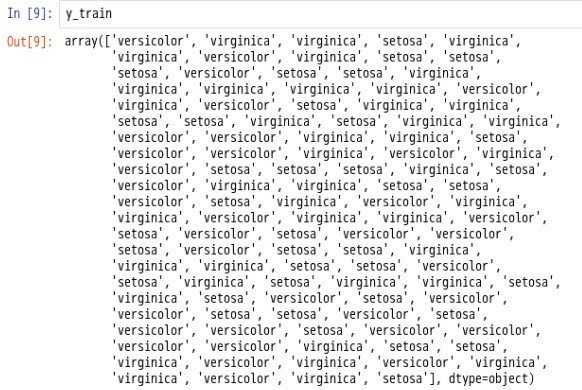 In [9]: y_train
Out[9]: array(['versicolor', 'virginica', 'virginica', 'setosa', 'virginica',
'virginica', 'versicolor', 'virginica', 'setosa', 'setosa',
'setosa', 'versicolor', 'setosa', 'setosa', 'virginica',
'virginica', 'virginica', 'virginica', 'virginica', 'versicolor',
'virginica', 'versicolor', 'setosa', 'virginica', 'virginica',
'setosa', 'setosa', 'virginica', 'setosa', 'virginica', 'virginica',
'versicolor', 'versicolor', 'virginica', 'virginica', 'setosa',
'versicolor', 'versicolor', 'virginica', 'versicolor', 'virginica',
'versicolor', 'setosa', 'setosa', 'setosa', 'virginica', 'setosa',
'versicolor', 'virginica', 'virginica', 'setosa', 'setosa',
'versicolor', 'setosa', 'virginica', 'versicolor', 'virginica',
'virginica', 'versicolor', 'virginica', 'virginica', 'versicolor',
'setosa', 'versicolor', 'setosa', 'versicolor', 'versicolor',
'setosa', 'versicolor', 'setosa', 'setosa', 'virginica',
'virginica', 'virginica', 'setosa', 'setosa', 'versicolor',
'setosa', 'virginica', 'setosa', 'virginica', 'virginica', 'setosa',
'virginica', 'setosa', 'versicolor', 'setosa', 'versicolor',
'versicolor', 'setosa', 'setosa', 'versicolor', 'setosa',
'versicolor', 'versicolor', 'setosa', 'versicolor', 'versicolor',
'versicolor', 'versicolor', 'virginica', 'setosa', 'setosa',
'virginica', 'versicolor', 'virginica', 'versicolor', 'virginica',
'virginica', 'versicolor', 'virginica', 'setosa'], dtype=object)